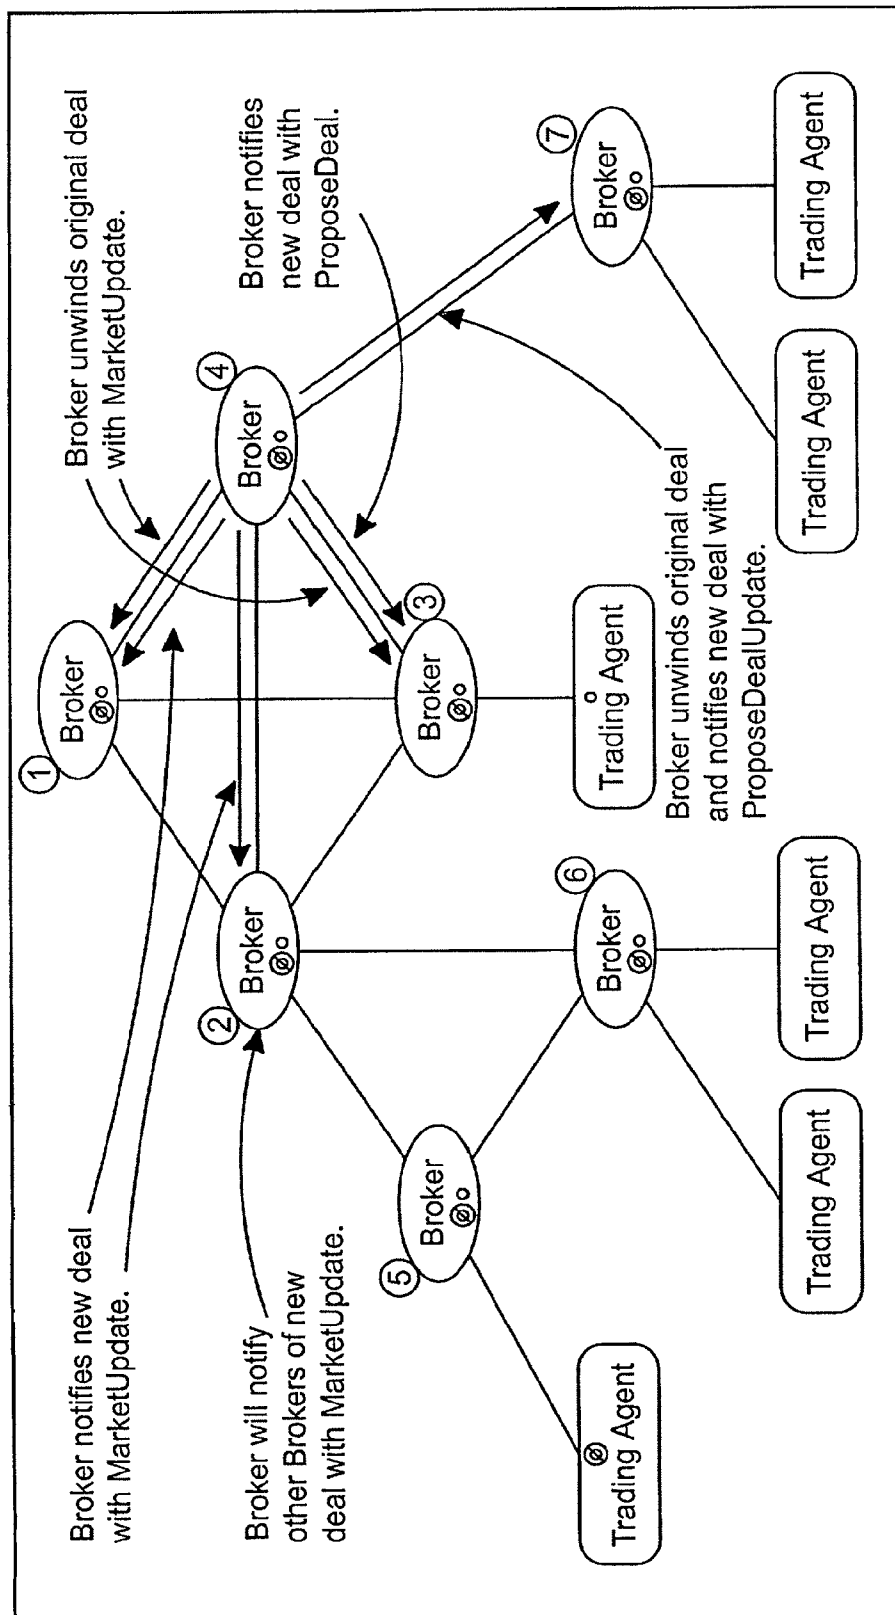 Broker notifies new deal
with MarketUpdate.
Broker unwinds original deal
with MarketUpdate.
1
Broker
Broker notifies
new deal with
ProposeDeal.
4
Broker
2
Broker
Broker will notify
other Brokers of new
deal with MarketUpdate.
3
Broker
5
Broker
7
Broker
6
Broker
Trading Agent
Trading Agent
Broker unwinds original deal
and notifies new deal with
ProposeDealUpdate.
Trading Agent
Trading Agent
Trading Agent
Trading Agent